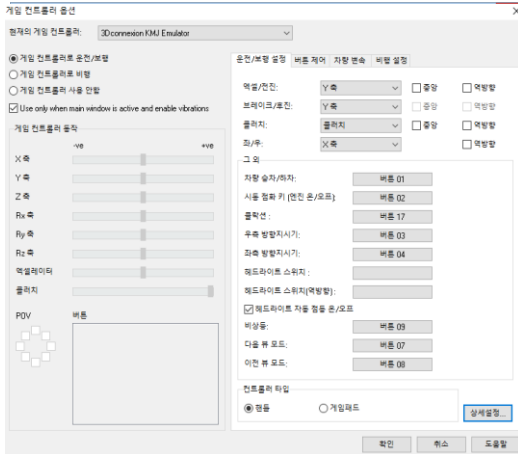 게임 컨트롤러 옵션
현재의 게임 컨트롤러: 3Dconnexion KMJ Emulator
게임 컨트롤러로 운전/보행
게임 컨트롤러로 비행
게임 컨트롤러 사용 안함
Use only when main window is active and enable vibrations
게임 컨트롤러 동작
-ve +ve
X 축
Y 축
Z 축
Rx 축
Ry 축
Rz 축
액셀레이터
클러치
POV 버튼
운전/보행 설정 버튼 제어 차량 변속 비행 설정
엑셀/전진: Y 축 중앙 역방향
브레이크/후진: Y 축 중앙 역방향
클러치: 클러치 중앙 역방향
좌/우: X 축 역방향
그 외
차량 승차/하차: 버튼 01
시동 점화 키 (엔진 온/오프): 버튼 02
클락션 : 버튼 17
우측 방향지시기: 버튼 03
좌측 방향지시기: 버튼 04
헤드라이트 스위치 :
헤드라이트 스위치(역방향):
헤드라이트 자동 점등 온/오프
비상등: 버튼 09
다음 뷰 모드: 버튼 07
이전 뷰 모드: 버튼 08
컨트롤러 타입
핸들 게임패드
상세설정...
확인 취소 도움말